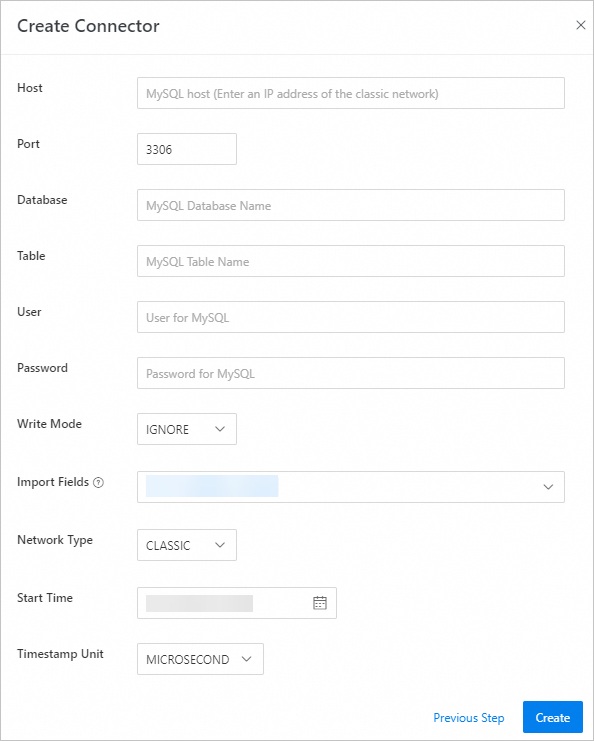 Create Connector
Host
MySQL host (Enter an IP address of the classic network)
Port
3306
Database
MySQL Database Name
Table
MySQL Table Name
User
User for MySQL
Password
Password for MySQL
Write Mode
IGNORE
Import Fields
Network Type
CLASSIC
Start Time
Timestamp Unit
MICROSECOND
Previous Step
Create